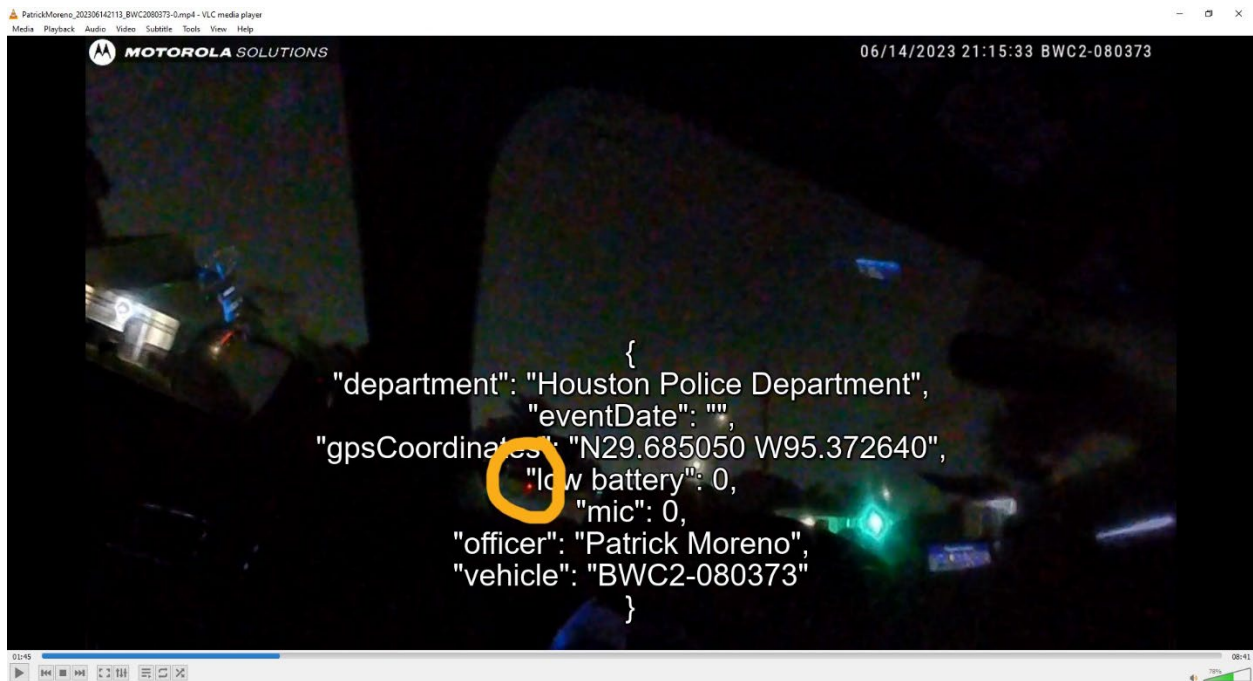 PatrickMoreno_202306142113_BWC2080373-0.mp4 - VLC media player
Media Playback Audio Video Subtitle Tools View Help
MOTOROLA SOLUTIONS
06/14/2023 21:15:33 BWC2-080373
{
"department": "Houston Police Department",
"eventDate": "",
"gpsCoordinates": "N29.685050 W95.372640",
"low battery": 0,
"mic": 0,
"officer": "Patrick Moreno",
"vehicle": "BWC2-080373"
}
01:45
08:41
78%